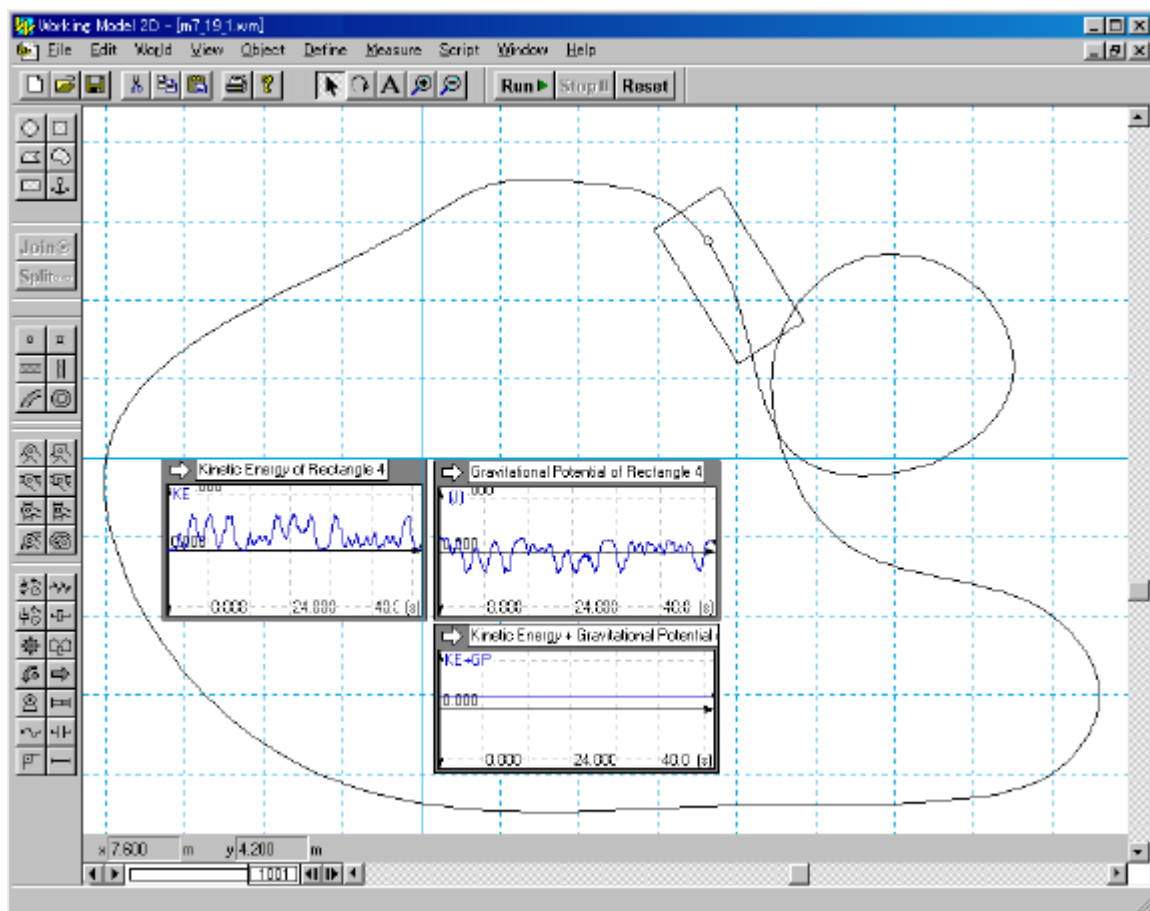 Working Model 2D - [m7_19_1.wm]
File Edit World View Object Define Measure Script Window Help
A Run Stop Reset
Join
Split
Kinetic Energy of Rectangle 4
KE
0.000
0.000 24.000 40.0 (s)
Gravitational Potential of Rectangle 4
(J)
0.000
0.000 24.000 40.0 (s)
Kinetic Energy + Gravitational Potential
KE+GP
0.000
0.000 24.000 40.0 (s)
x 7.600 m y 4.200 m
1001